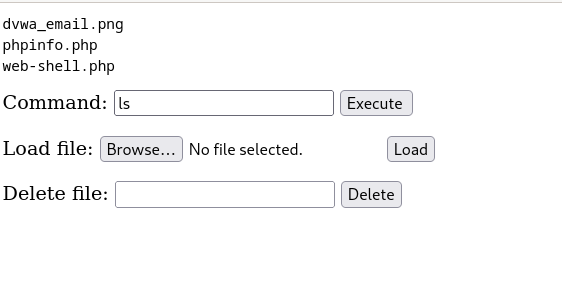 dvwa_email.png
phpinfo.php
web-shell.php
Command: ls Execute
Load file: Browse... No file selected. Load
Delete file: Delete